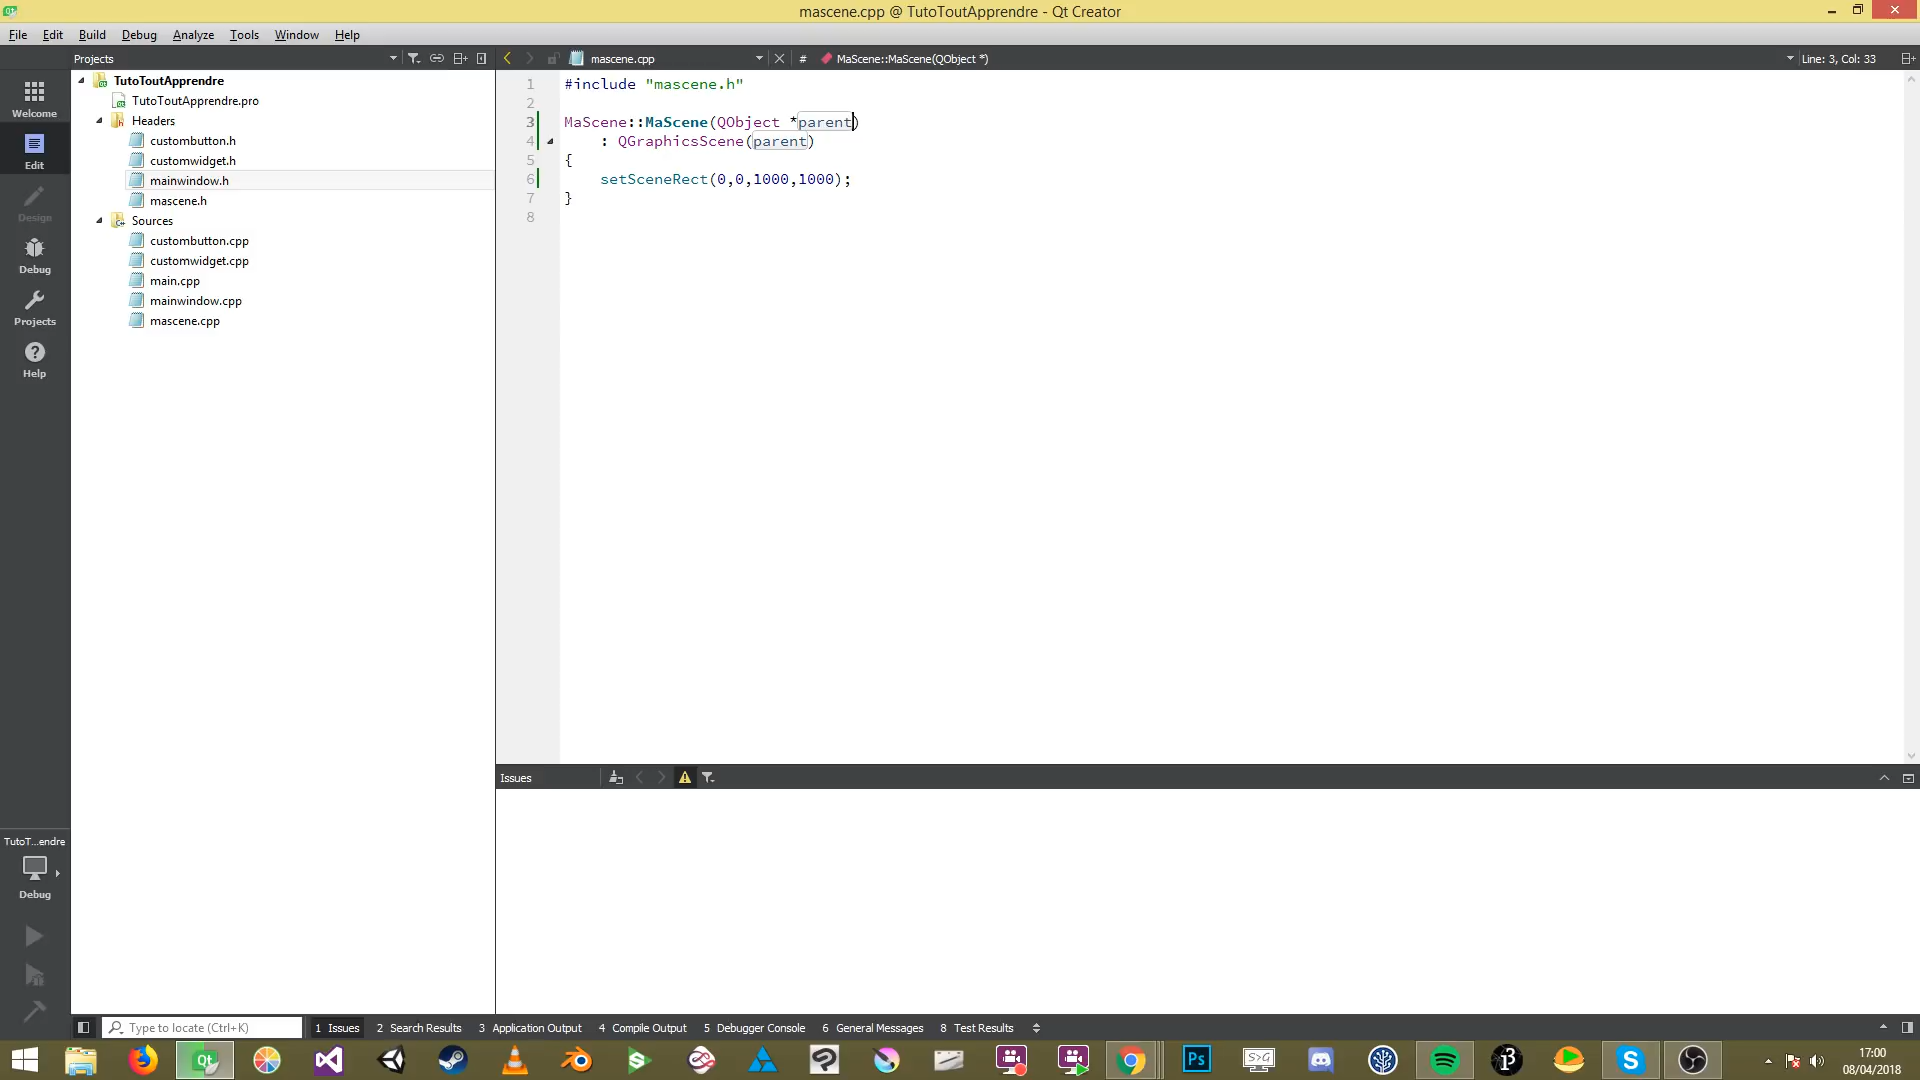 mascene.cpp @ TutoToutApprendre - Qt Creator
File Edit Build Debug Analyze Tools Window Help
Projects
mascene.cpp
#
MaScene::MaScene(QObject *)
Line: 3, Col: 33
Welcome
Edit
Design
Debug
Projects
Help
TutoToutApprendre
TutoToutApprendre.pro
Headers
custombutton.h
customwidget.h
mainwindow.h
mascene.h
Sources
custombutton.cpp
customwidget.cpp
main.cpp
mainwindow.cpp
mascene.cpp
1 #include "mascene.h"
2
3 MaScene::MaScene(QObject *parent)
4 : QGraphicsScene(parent)
5 {
6 setSceneRect(0,0,1000,1000);
7 }
8
Issues
TutoT...endre
Debug
Type to locate (Ctrl+K)
1 Issues 2 Search Results 3 Application Output 4 Compile Output 5 Debugger Console 6 General Messages 8 Test Results
17:00
08/04/2018